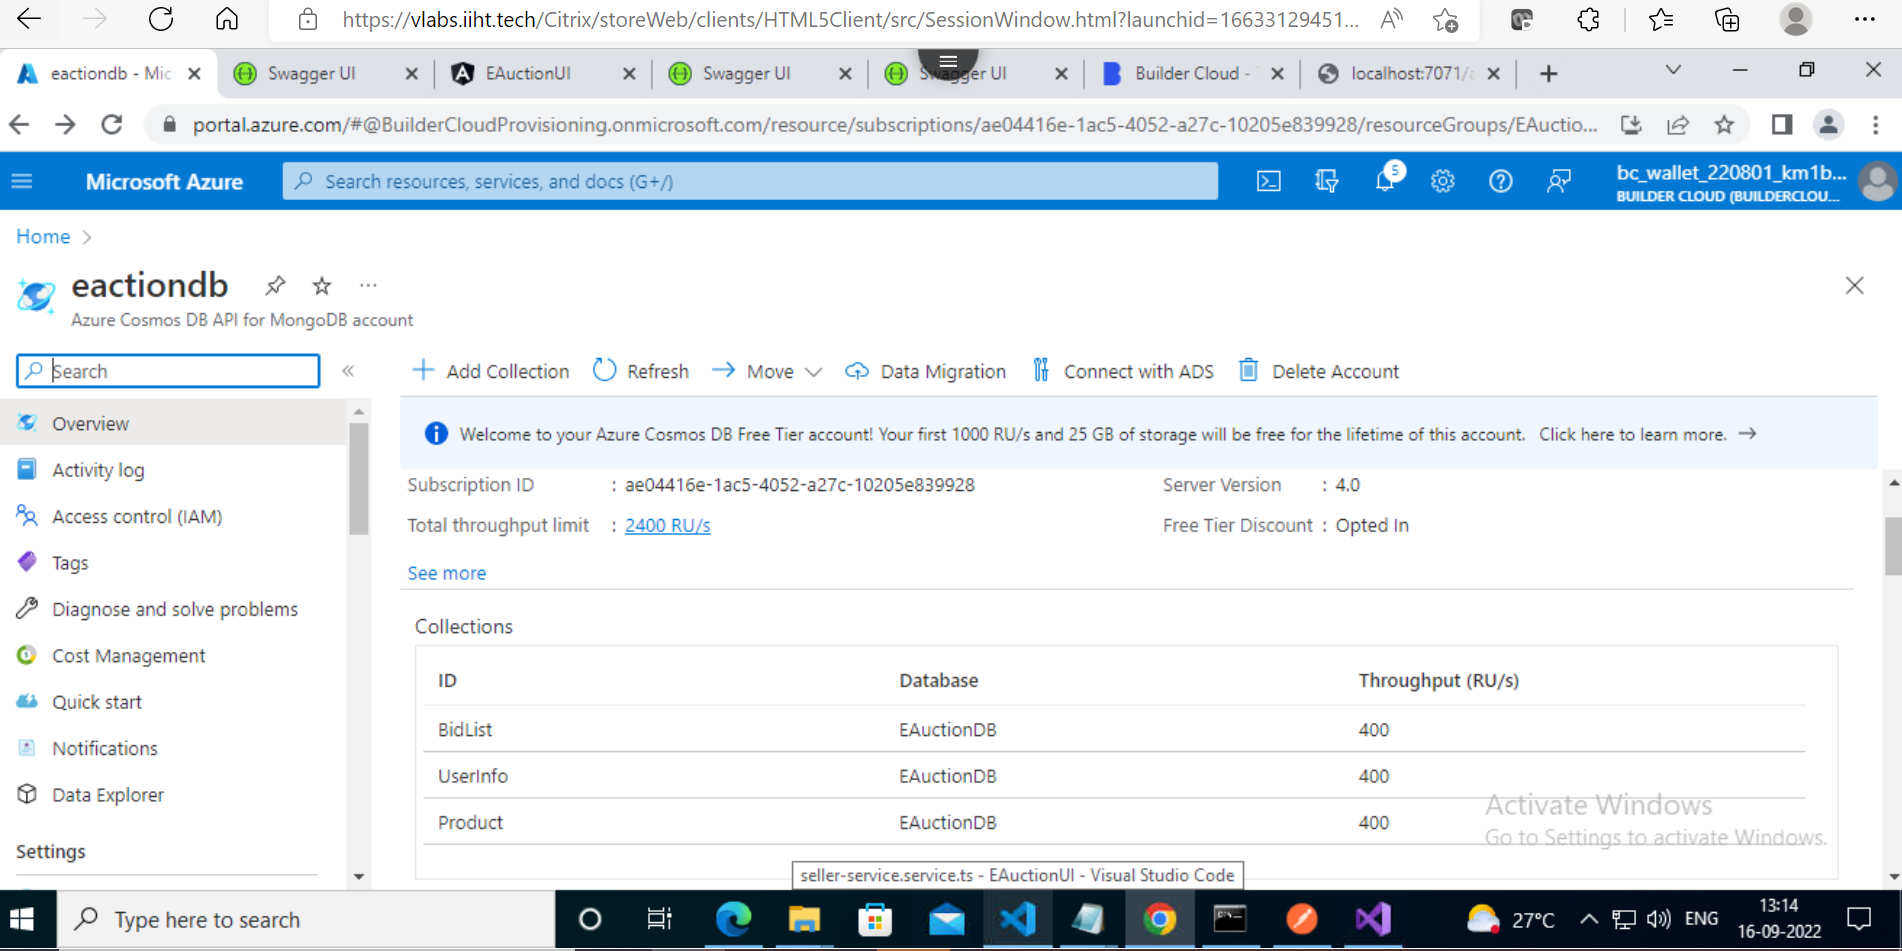 https://vlabs.iiht.tech/Citrix/storeWeb/clients/HTML5Client/src/SessionWindow.html?launchid=16633129451...
eactiondb - Mic
Swagger UI
EAuctionUI
Swagger UI
Swagger UI
Builder Cloud -
localhost:7071/a
portal.azure.com/#@BuilderCloudProvisioning.onmicrosoft.com/resource/subscriptions/ae04416e-1ac5-4052-a27c-10205e839928/resourceGroups/EAuctio...
Microsoft Azure
Search resources, services, and docs (G+/)
5
bc_wallet_220801_km1b...
BUILDER CLOUD (BUILDERCLOU...
Home
eactiondb
Azure Cosmos DB API for MongoDB account
Search
Add Collection
Refresh
Move
Data Migration
Connect with ADS
Delete Account
Overview
Activity log
Access control (IAM)
Tags
Diagnose and solve problems
Cost Management
Quick start
Notifications
Data Explorer
Settings
Welcome to your Azure Cosmos DB Free Tier account! Your first 1000 RU/s and 25 GB of storage will be free for the lifetime of this account. Click here to learn more.
Subscription ID : ae04416e-1ac5-4052-a27c-10205e839928
Server Version : 4.0
Total throughput limit : 2400 RU/s
Free Tier Discount : Opted In
See more
Collections
ID Database Throughput (RU/s)
BidList EAuctionDB 400
UserInfo EAuctionDB 400
Product EAuctionDB 400
Activate Windows
Go to Settings to activate Windows.
seller-service.service.ts - EAuctionUI - Visual Studio Code
Type here to search
27°C
ENG
13:14
16-09-2022